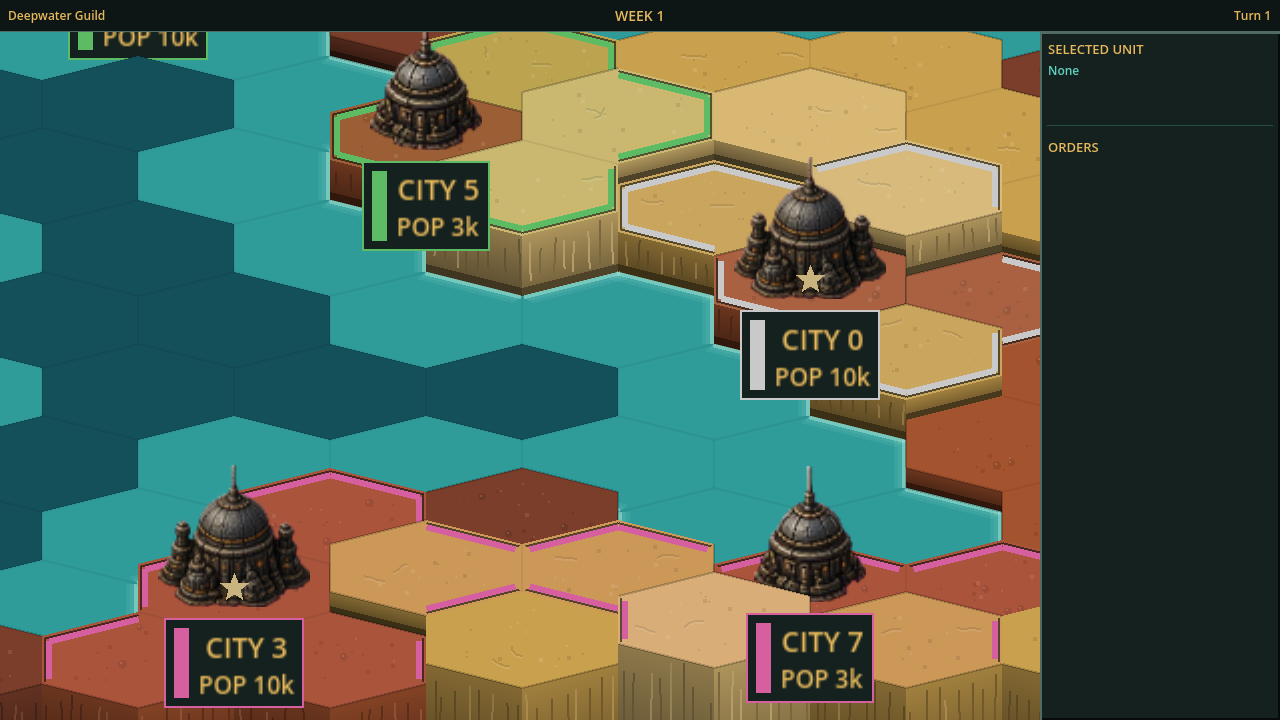 Deepwater Guild
WEEK 1
Turn 1
POP 10k
SELECTED UNIT
None
ORDERS
CITY 5
POP 3k
CITY 0
POP 10k
CITY 3
POP 10k
CITY 7
POP 3k